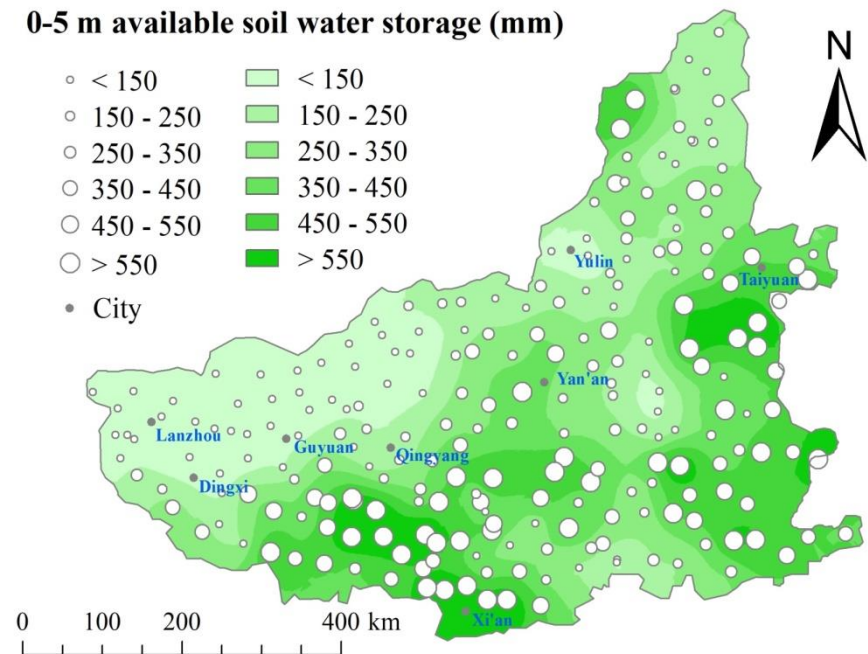 0-5 m available soil water storage (mm)
N
< 150 < 150
150 - 250 150 - 250
250 - 350 250 - 350
350 - 450 350 - 450
450 - 550 450 - 550
> 550 > 550
City
Yulin
Taiyuan
Yan'an
Lanzhou
Guyuan
Qingyang
Dingxi
Xi'an
0 100 200 400 km